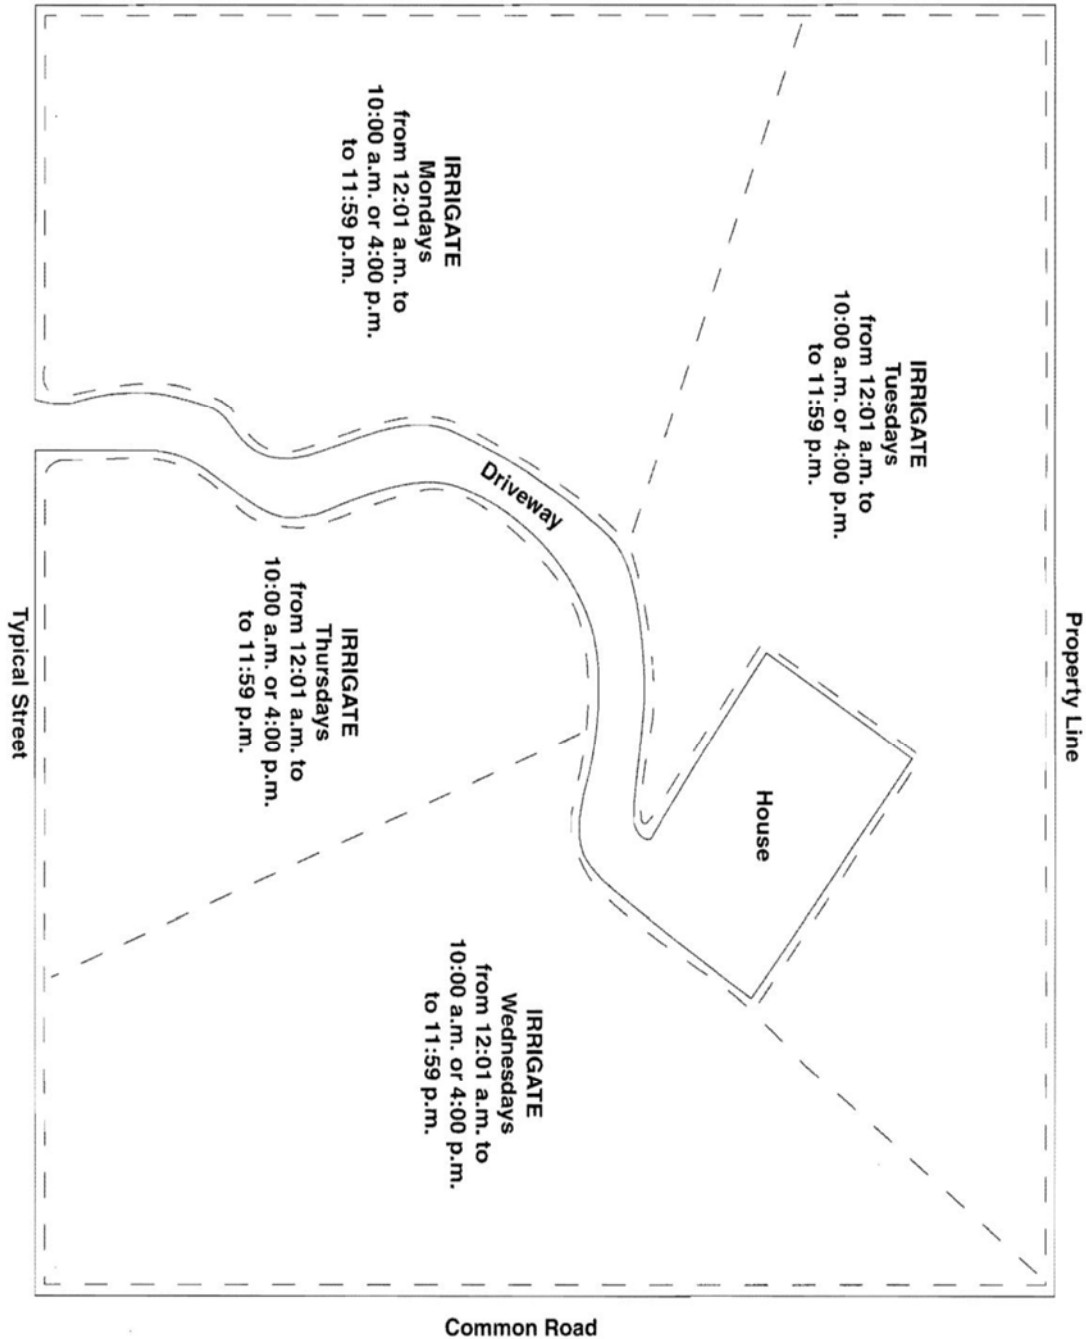 Property Line
IRRIGATE
Tuesdays
from 12:01 a.m. to
10:00 a.m. or 4:00 p.m.
to 11:59 p.m.
IRRIGATE
Mondays
from 12:01 a.m. to
10:00 a.m. or 4:00 p.m.
to 11:59 p.m.
Driveway
House
IRRIGATE
Wednesdays
from 12:01 a.m. to
10:00 a.m. or 4:00 p.m.
to 11:59 p.m.
IRRIGATE
Thursdays
from 12:01 a.m. to
10:00 a.m. or 4:00 p.m.
to 11:59 p.m.
Typical Street
Common Road